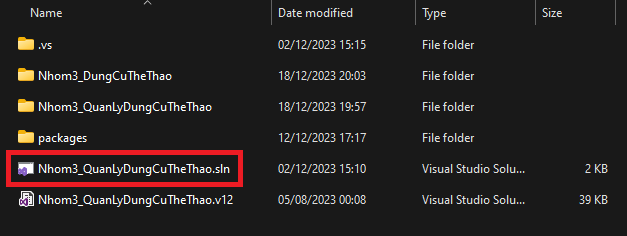 Name Date modified Type Size
.vs 02/12/2023 15:15 File folder
Nhom3_DungCuTheThao 18/12/2023 20:03 File folder
Nhom3_QuanLyDungCuTheThao 18/12/2023 19:57 File folder
packages 12/12/2023 17:17 File folder
Nhom3_QuanLyDungCuTheThao.sln 02/12/2023 15:10 Visual Studio Solu... 2 KB
Nhom3_QuanLyDungCuTheThao.v12 05/08/2023 00:08 Visual Studio Solu... 39 KB